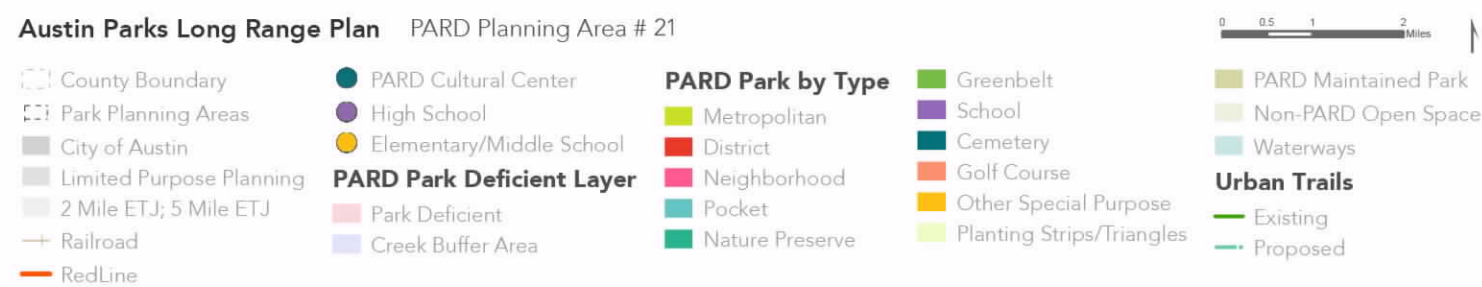 Austin Parks Long Range Plan PARD Planning Area # 21
0 0.5 1 2
Miles
County Boundary
Park Planning Areas
City of Austin
Limited Purpose Planning
2 Mile ETJ; 5 Mile ETJ
Railroad
RedLine
PARD Cultural Center
High School
Elementary/Middle School
PARD Park Deficient Layer
Park Deficient
Creek Buffer Area
PARD Park by Type
Metropolitan
District
Neighborhood
Pocket
Nature Preserve
Greenbelt
School
Cemetery
Golf Course
Other Special Purpose
Planting Strips/Triangles
PARD Maintained Park
Non-PARD Open Space
Waterways
Urban Trails
Existing
Proposed